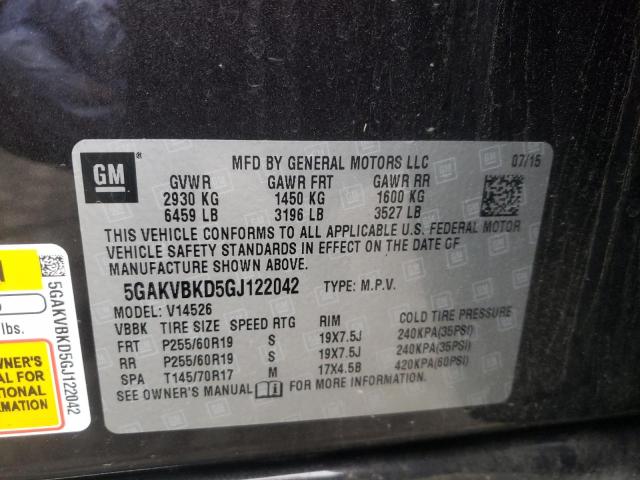 GM
MFD BY GENERAL MOTORS LLC 07/15
GVWR GAWR FRT GAWR RR
2930 KG 1450 KG 1600 KG
6459 LB 3196 LB 3527 LB
THIS VEHICLE CONFORMS TO ALL APPLICABLE U.S. FEDERAL MOTOR
VEHICLE SAFETY STANDARDS IN EFFECT ON THE DATE OF
MANUFACTURE SHOWN ABOVE.
5GAKVBKD5GJ122042 TYPE: M.P.V.
MODEL: V14526
VBBK TIRE SIZE SPEED RTG RIM COLD TIRE PRESSURE
FRT P255/60R19 S 19X7.5J 240KPA(35PSI)
RR P255/60R19 S 19X7.5J 240KPA(35PSI)
SPA T145/70R17 M 17X4.5B 420KPA(60PSI)
SEE OWNER'S MANUAL FOR MORE INFORMATION.
lbs.
OWNER'S
AL FOR
TIONAL
MATION
5GAKVBKD5GJ122042